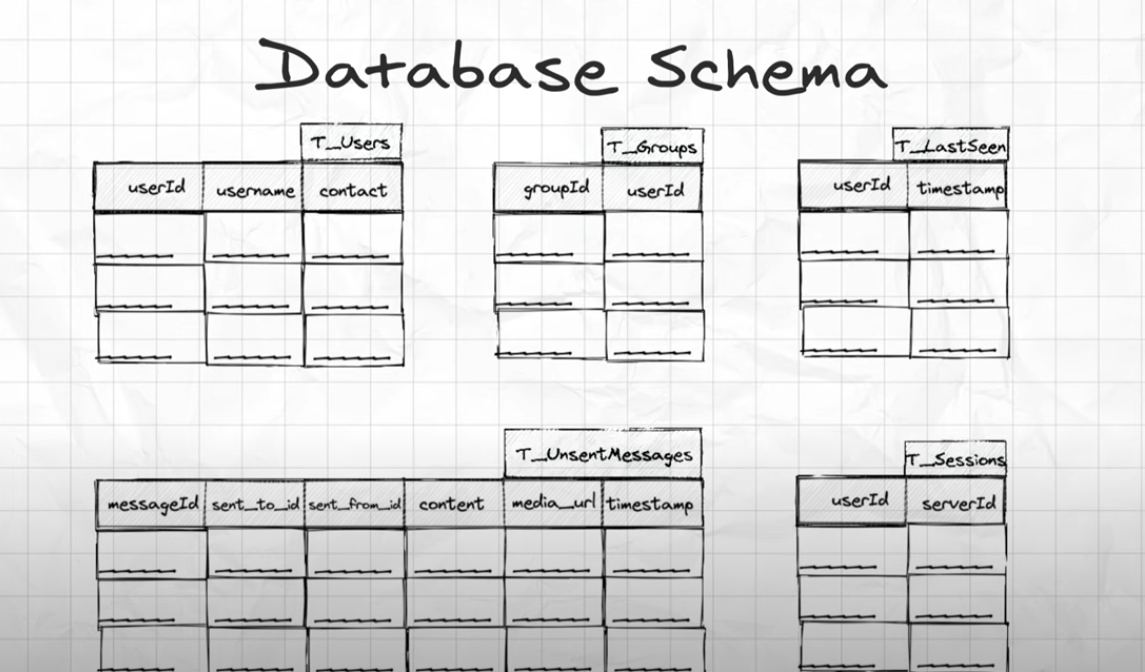 Database Schema
T_Users
userId username contact
T_Groups
groupId userId
T_LastSeen
userId timestamp
T_UnsentMessages
messageId sent_to_id sent_from_id content media_url timestamp
T_Sessions
userId serverId